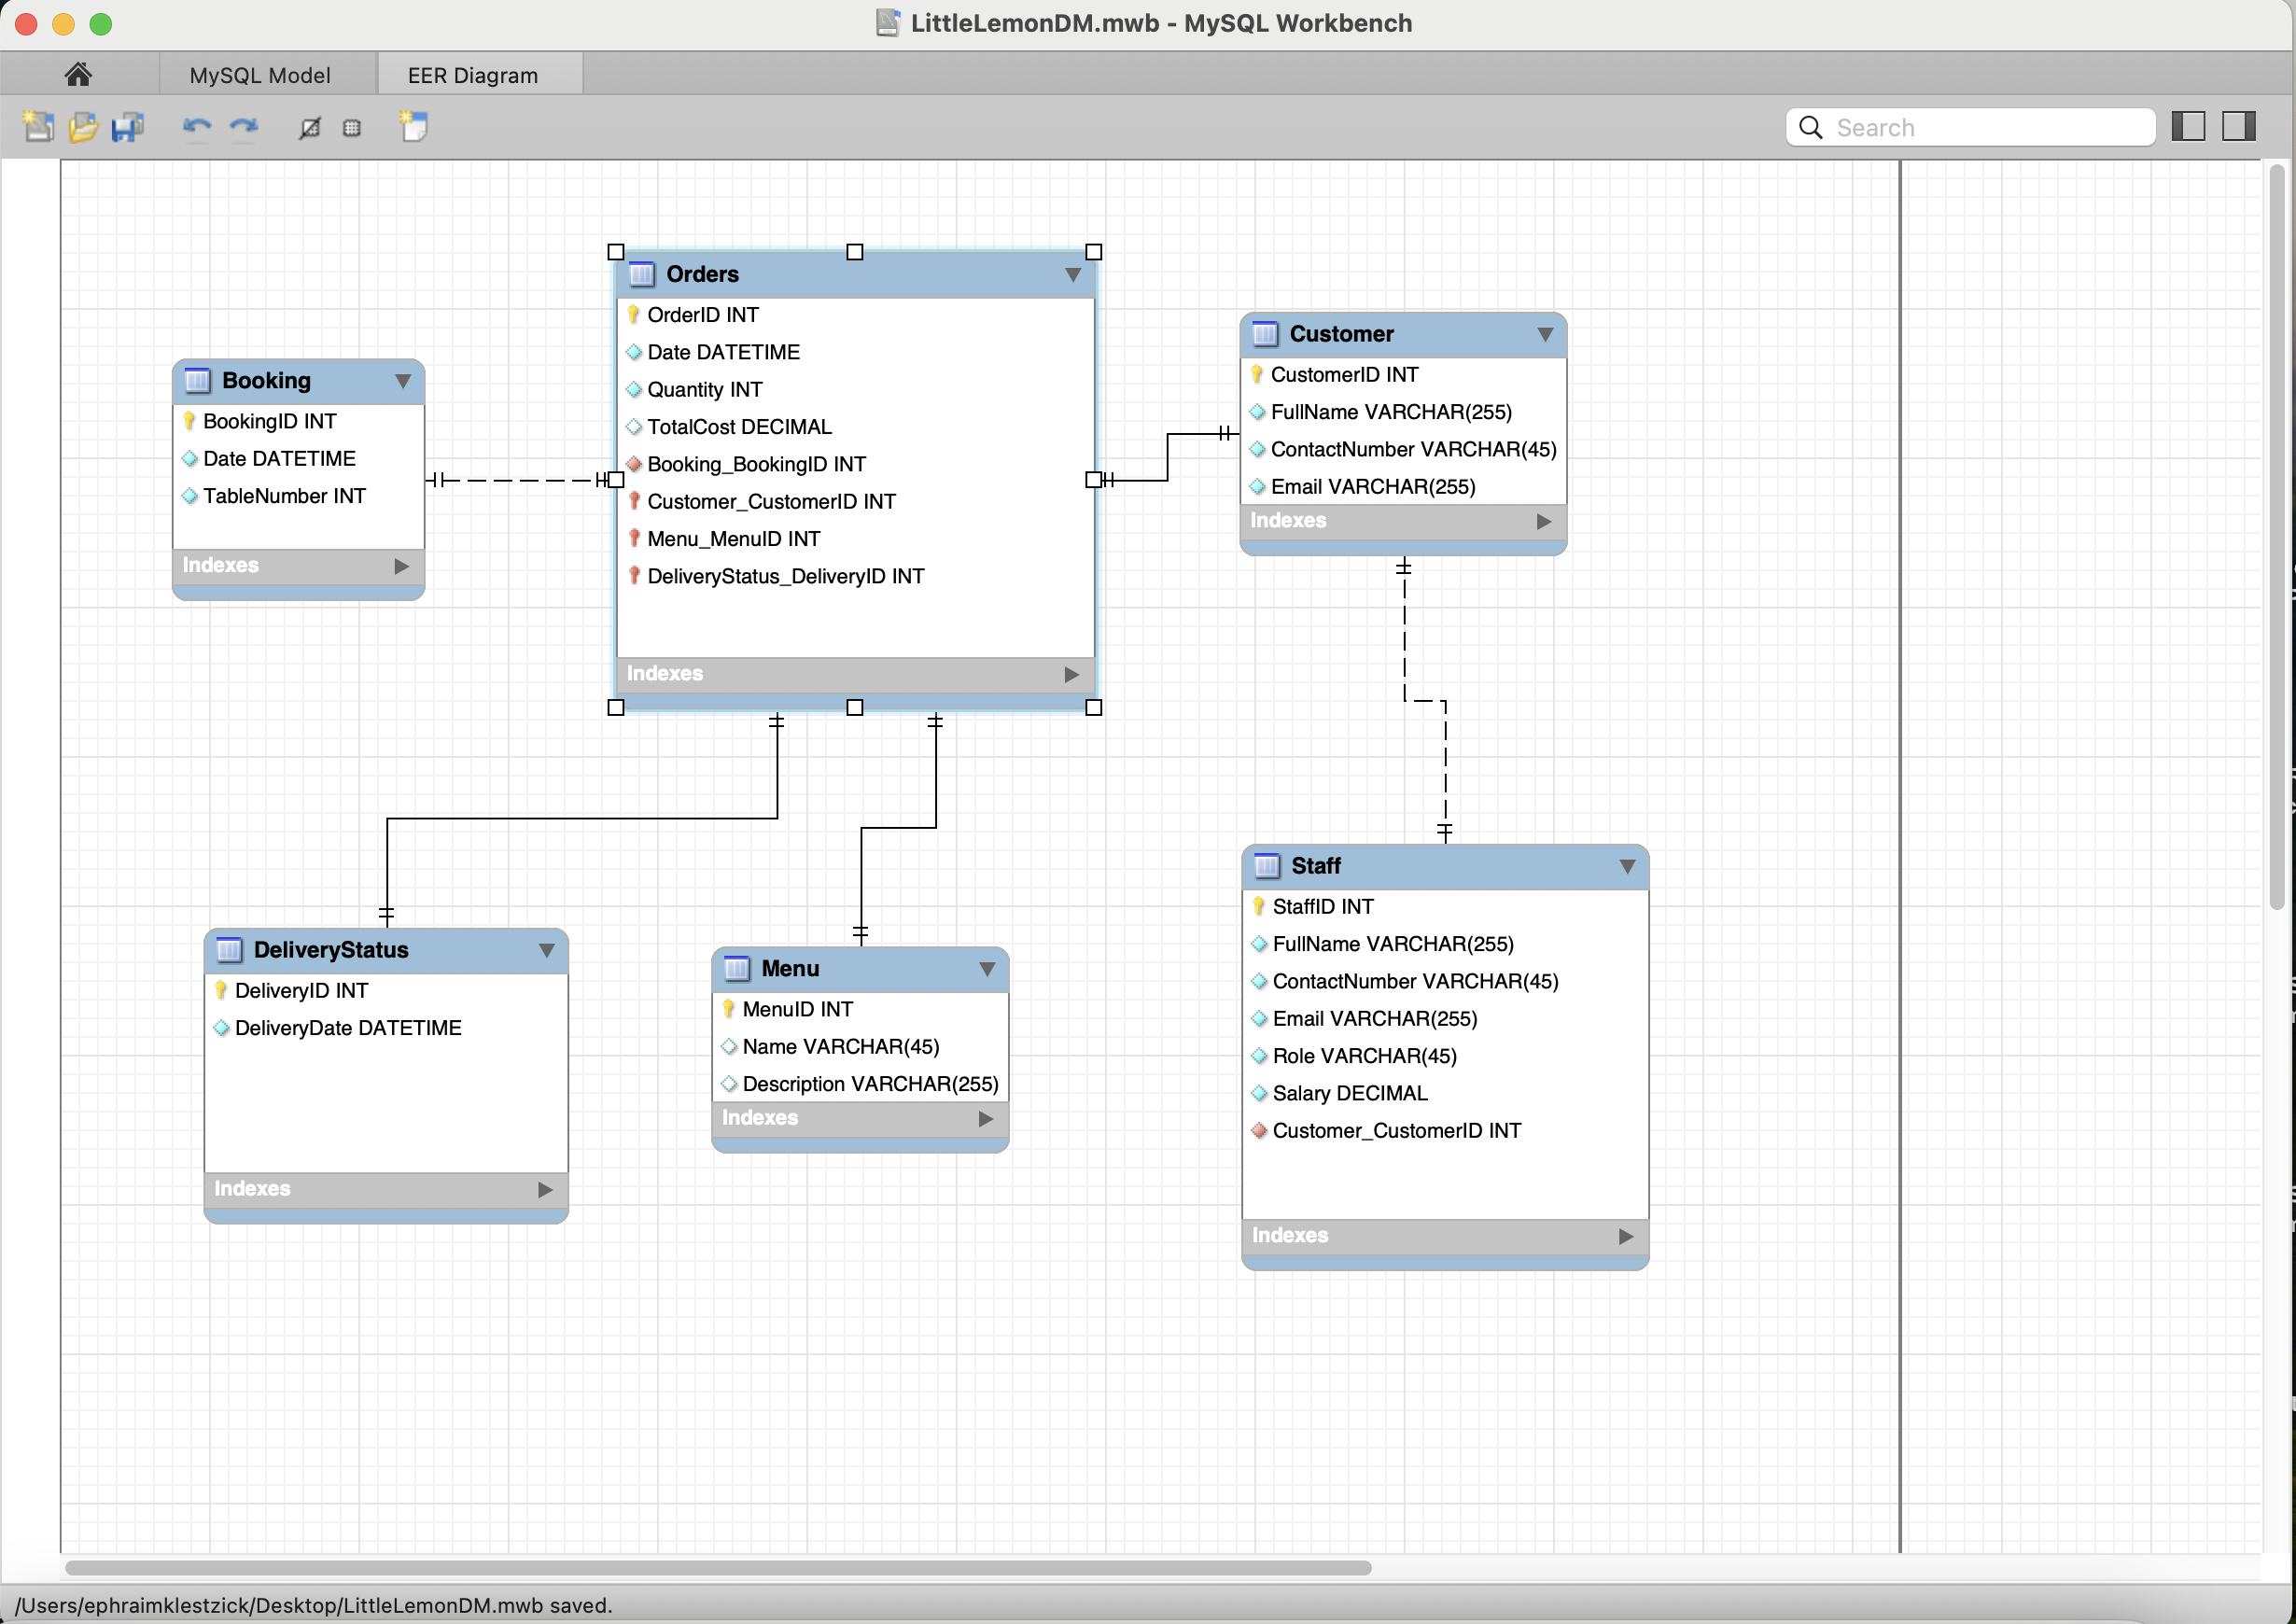 LittleLemonDM.mwb - MySQL Workbench
MySQL Model
EER Diagram
Search
Orders
OrderID INT
Date DATETIME
Quantity INT
TotalCost DECIMAL
Booking_BookingID INT
Customer_CustomerID INT
Menu_MenuID INT
DeliveryStatus_DeliveryID INT
Indexes
Customer
CustomerID INT
FullName VARCHAR(255)
ContactNumber VARCHAR(45)
Email VARCHAR(255)
Indexes
Booking
BookingID INT
Date DATETIME
TableNumber INT
Indexes
Staff
StaffID INT
FullName VARCHAR(255)
ContactNumber VARCHAR(45)
Email VARCHAR(255)
Role VARCHAR(45)
Salary DECIMAL
Customer_CustomerID INT
Indexes
DeliveryStatus
DeliveryID INT
DeliveryDate DATETIME
Indexes
Menu
MenuID INT
Name VARCHAR(45)
Description VARCHAR(255)
Indexes
/Users/ephraimklestzick/Desktop/LittleLemonDM.mwb saved.